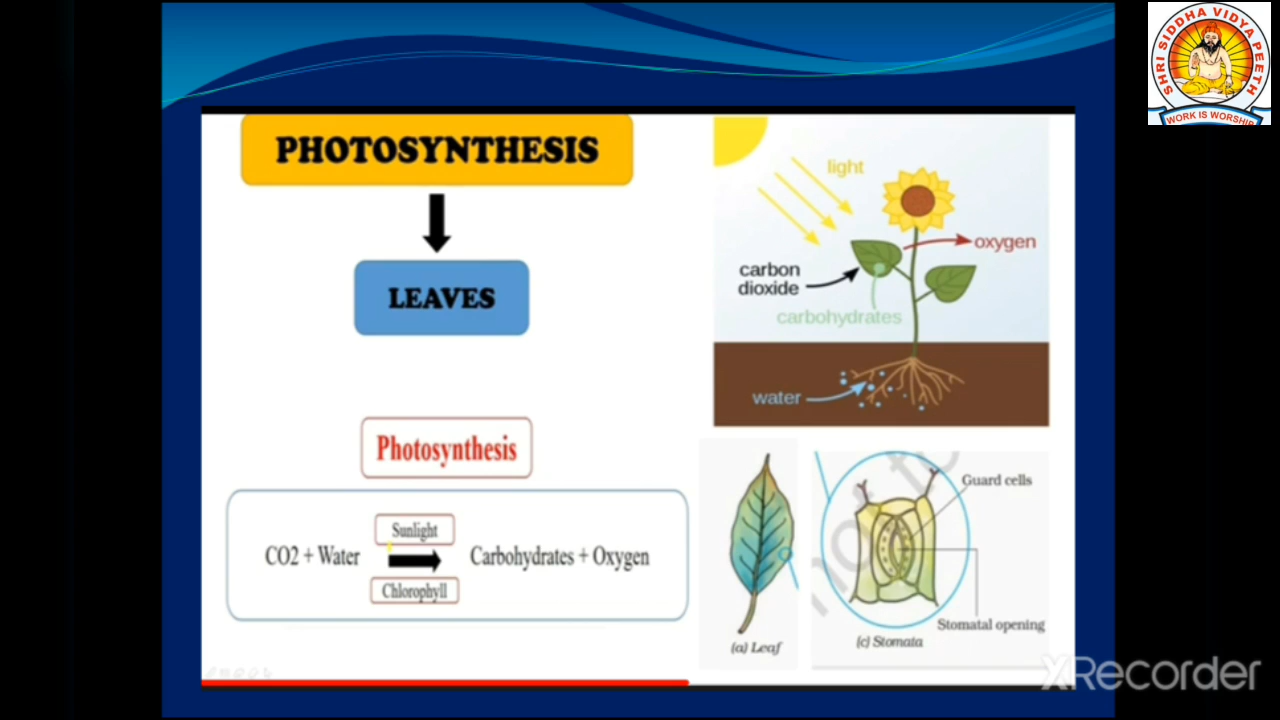 PHOTOSYNTHESIS
LEAVES
Photosynthesis
Sunlight
CO2 + Water
Carbohydrates + Oxygen
Chlorophyll
light
oxygen
carbon
dioxide
carbohydrates
water
(a) Leaf
Guard cells
Stomatal opening
(c) Stomata
SHRI SIDDHA VIDYA PEETH
WORK IS WORSHIP
XRecorder